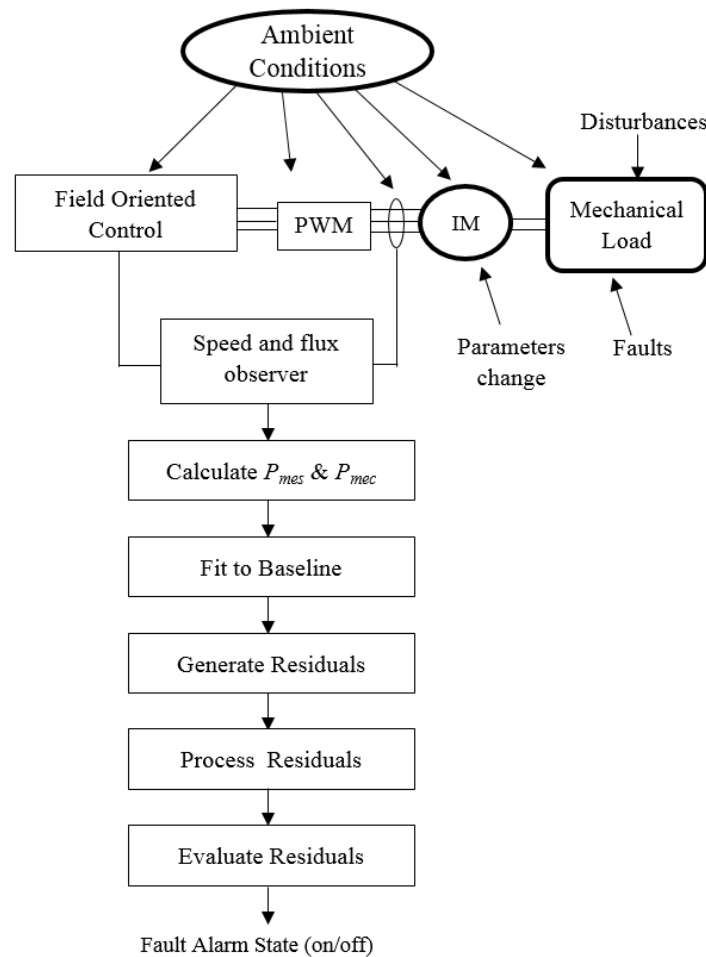 Ambient
Conditions
Disturbances
Field Oriented
Control
PWM
IM
Mechanical
Load
Speed and flux
observer
Parameters
change
Faults
Calculate Pmes & Pmec
Fit to Baseline
Generate Residuals
Process Residuals
Evaluate Residuals
Fault Alarm State (on/off)